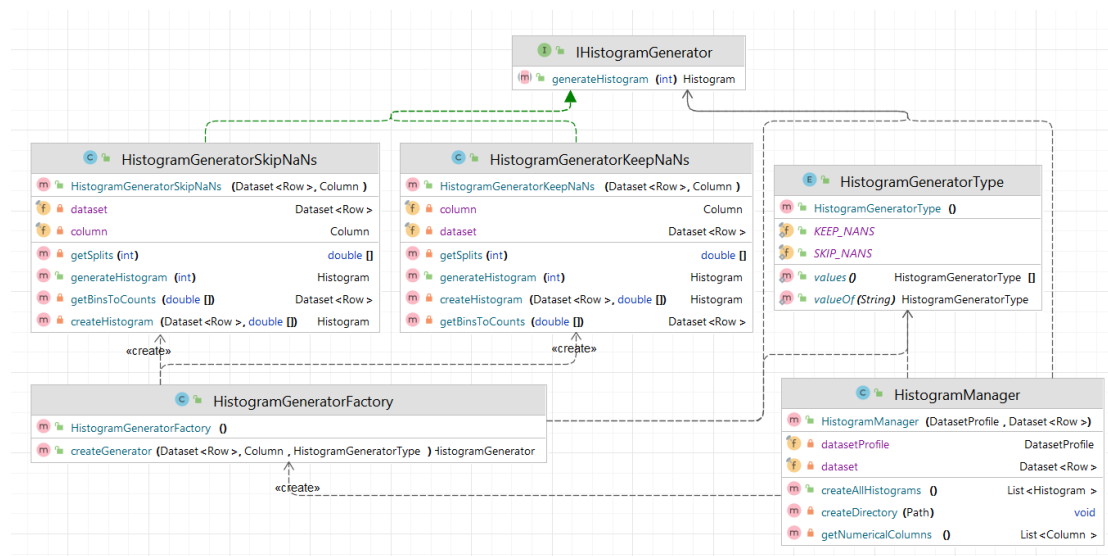 IHistogramGenerator
generateHistogram (int) Histogram
HistogramGeneratorSkipNaNs
HistogramGeneratorSkipNaNs (Dataset<Row>, Column )
dataset Dataset<Row>
column Column
getSplits (int) double []
generateHistogram (int) Histogram
getBinsToCounts (double []) Dataset<Row>
createHistogram (Dataset<Row>, double []) Histogram
HistogramGeneratorKeepNaNs
HistogramGeneratorKeepNaNs (Dataset<Row>, Column )
column Column
dataset Dataset<Row>
getSplits (int) double []
generateHistogram (int) Histogram
createHistogram (Dataset<Row>, double []) Histogram
getBinsToCounts (double []) Dataset<Row>
HistogramGeneratorType
HistogramGeneratorType ()
KEEP_NANS
SKIP_NANS
values () HistogramGeneratorType []
valueOf (String) HistogramGeneratorType
«create»
«create»
HistogramGeneratorFactory
HistogramGeneratorFactory ()
createGenerator (Dataset<Row>, Column , HistogramGeneratorType ) HistogramGenerator
«create»
HistogramManager
HistogramManager (DatasetProfile , Dataset<Row>)
datasetProfile DatasetProfile
dataset Dataset<Row>
createAllHistograms () List<Histogram >
createDirectory (Path) void
getNumericalColumns () List<Column >